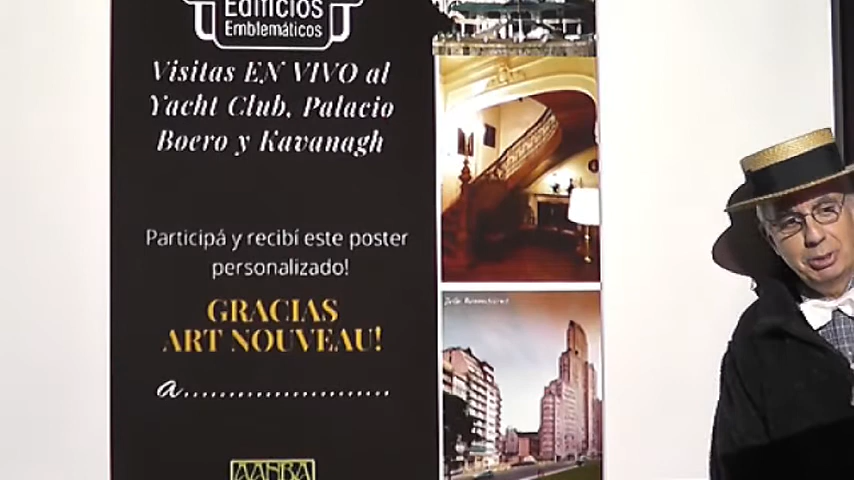 Edificios
Emblemáticos
Visitas EN VIVO al
Yacht Club, Palacio
Boero y Kavanagh
Participá y recibí este poster
personalizado!
GRACIAS
ART NOUVEAU!
a
AANBA